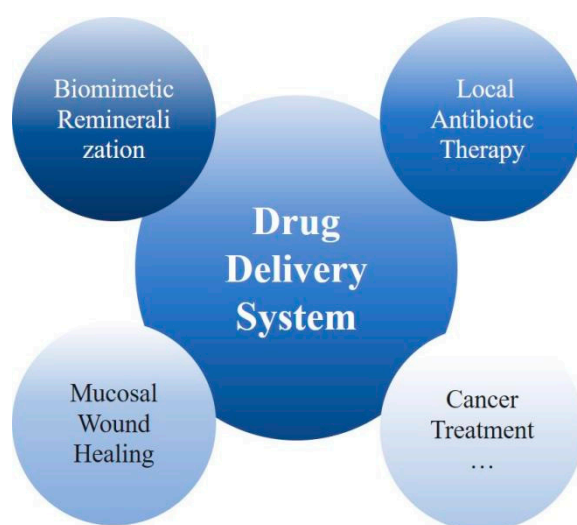 Biomimetic
Reminerali
zation
Local
Antibiotic
Therapy
Drug
Delivery
System
Mucosal
Wound
Healing
Cancer
Treatment
…